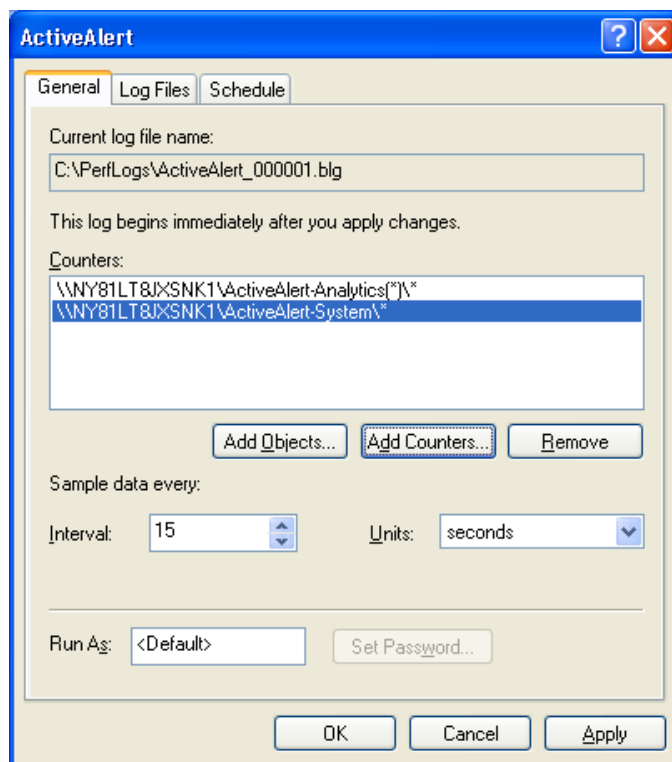 ActiveAlert
General Log Files Schedule
Current log file name:
C:\PerfLogs\ActiveAlert_000001.blg
This log begins immediately after you apply changes.
Counters:
\\NY81LT8JXSNK1\ActiveAlert-Analytics(*)\*
\\NY81LT8JXSNK1\ActiveAlert-System\*
Add Objects... Add Counters... Remove
Sample data every:
Interval: 15 Units: seconds
Run As: <Default> Set Password...
OK Cancel Apply